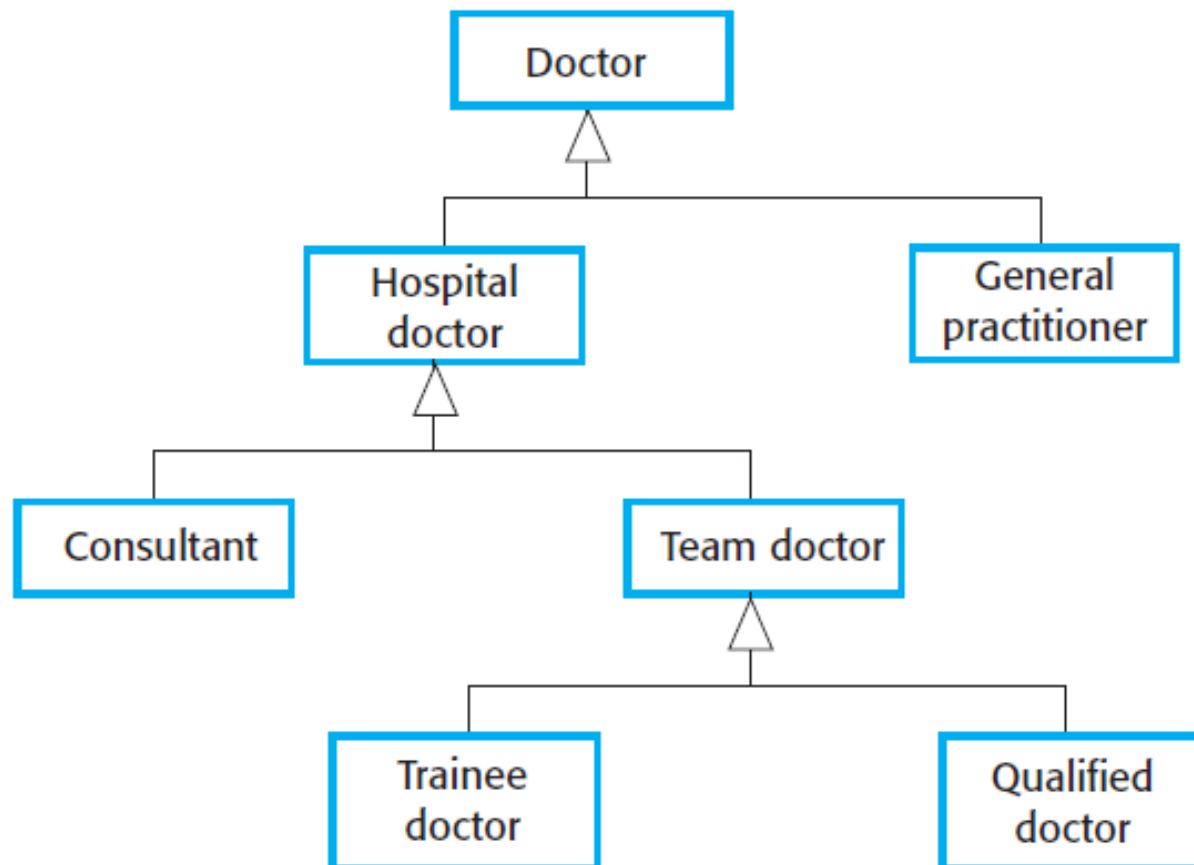 Doctor
Hospital
doctor
General
practitioner
Consultant
Team doctor
Trainee
doctor
Qualified
doctor